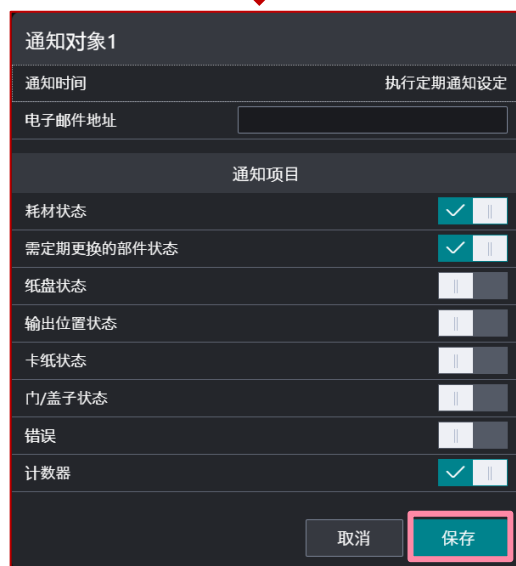 通知对象1
通知时间 执行定期通知设定
电子邮件地址
通知项目
耗材状态
需定期更换的部件状态
纸盘状态
输出位置状态
卡纸状态
门/盖子状态
错误
计数器
取消 保存